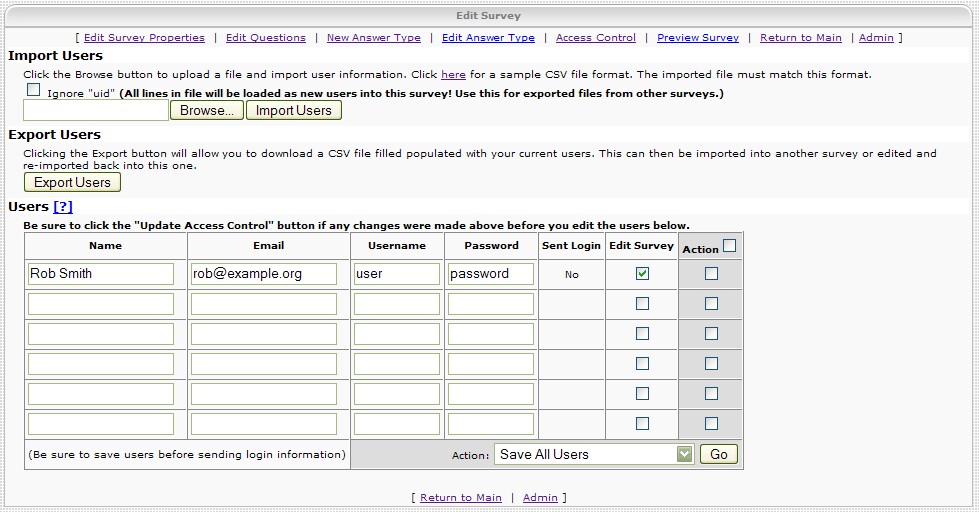 Edit Survey
[ Edit Survey Properties | Edit Questions | New Answer Type | Edit Answer Type | Access Control | Preview Survey | Return to Main | Admin ]
Import Users
Click the Browse button to upload a file and import user information. Click here for a sample CSV file format. The imported file must match this format.
Ignore "uid" (All lines in file will be loaded as new users into this survey! Use this for exported files from other surveys.)
Browse... Import Users
Export Users
Clicking the Export button will allow you to download a CSV file filled populated with your current users. This can then be imported into another survey or edited and
re-imported back into this one.
Export Users
Users [?]
Be sure to click the "Update Access Control" button if any changes were made above before you edit the users below.
Name Email Username Password Sent Login Edit Survey Action
Rob Smith rob@example.org user password No
(Be sure to save users before sending login information) Action: Save All Users Go
[ Return to Main | Admin ]